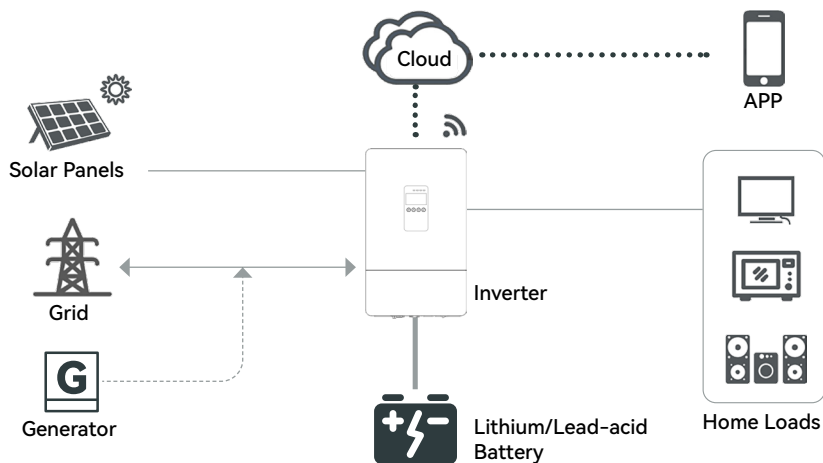 Cloud
APP
Solar Panels
Grid
Inverter
G
Generator
Lithium/Lead-acid
Battery
Home Loads